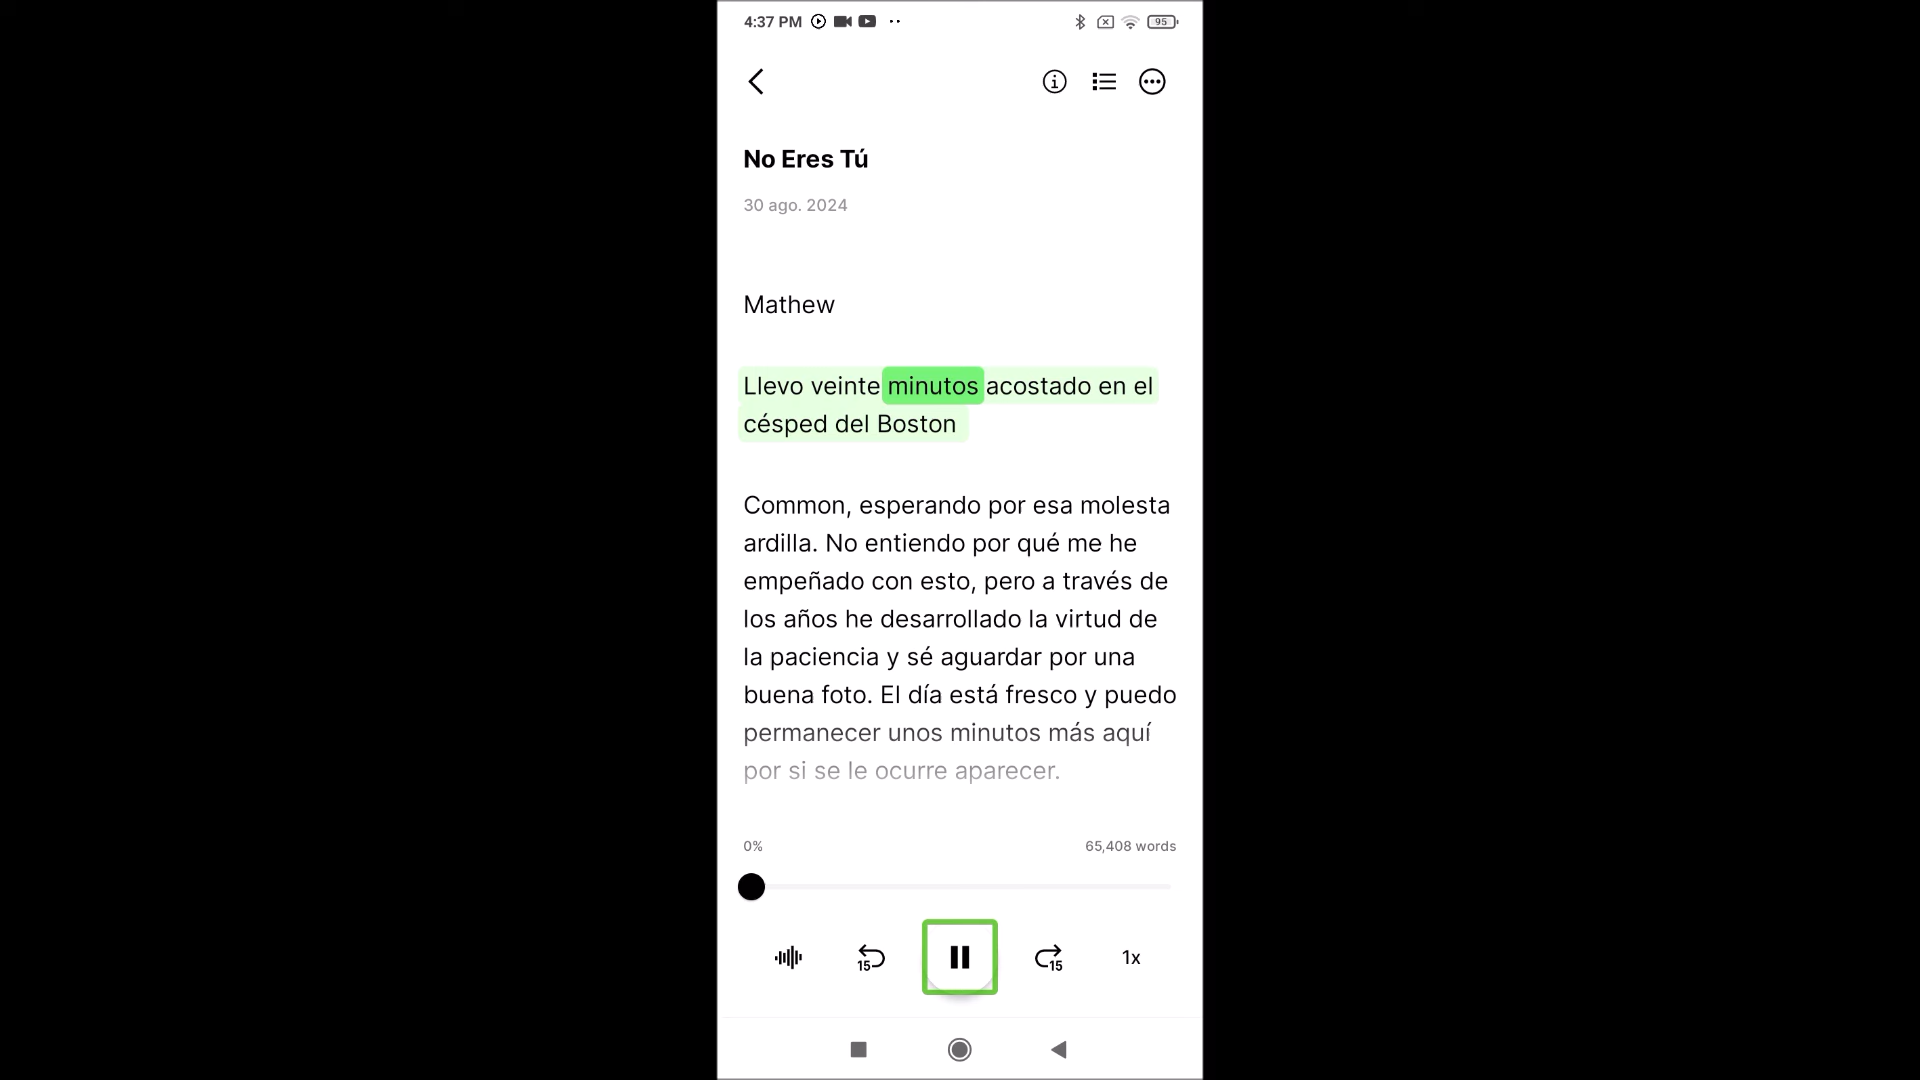 4:37 PM
95
No Eres Tú
30 ago. 2024
Mathew
Llevo veinte minutos acostado en el
césped del Boston
Common, esperando por esa molesta
ardilla. No entiendo por qué me he
empeñado con esto, pero a través de
los años he desarrollado la virtud de
la paciencia y sé aguardar por una
buena foto. El día está fresco y puedo
permanecer unos minutos más aquí
por si se le ocurre aparecer.
0% 65,408 words
15 15 1x